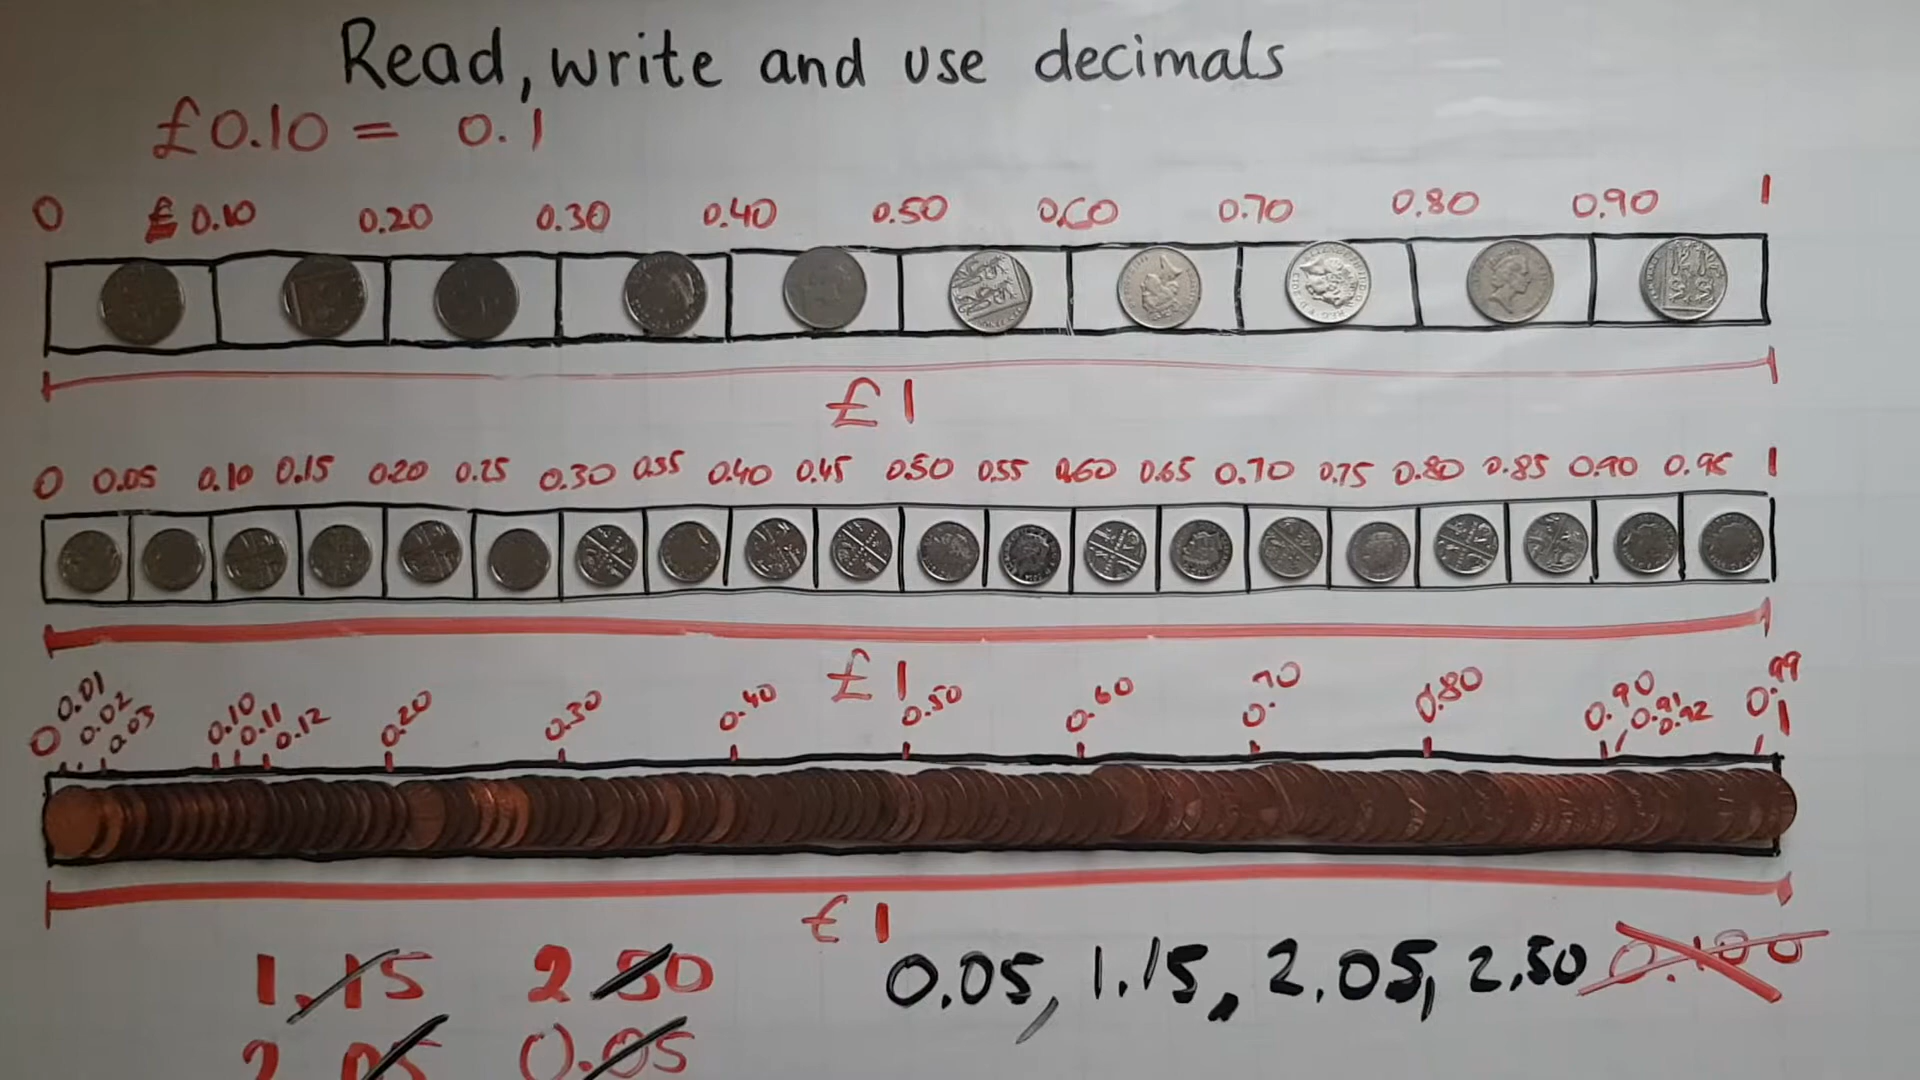 Read, write and use decimals
£0.10 = 0.1
0 £ 0.10 0.20 0.30 0.40 0.50 0.60 0.70 0.80 0.90 1
£1
0 0.05 0.10 0.15 0.20 0.25 0.30 0.35 0.40 0.45 0.50 0.55 0.60 0.65 0.70 0.75 0.80 0.85 0.90 0.95 1
£1
0 0.01 0.02 0.03 0.10 0.11 0.12 0.20 0.30 0.40 0.50 0.60 0.70 0.80 0.90 0.91 0.92 0.99 1
£1
1.15 2.50 0.05, 1.15, 2.05, 2.50 0.100
2.05 0.05